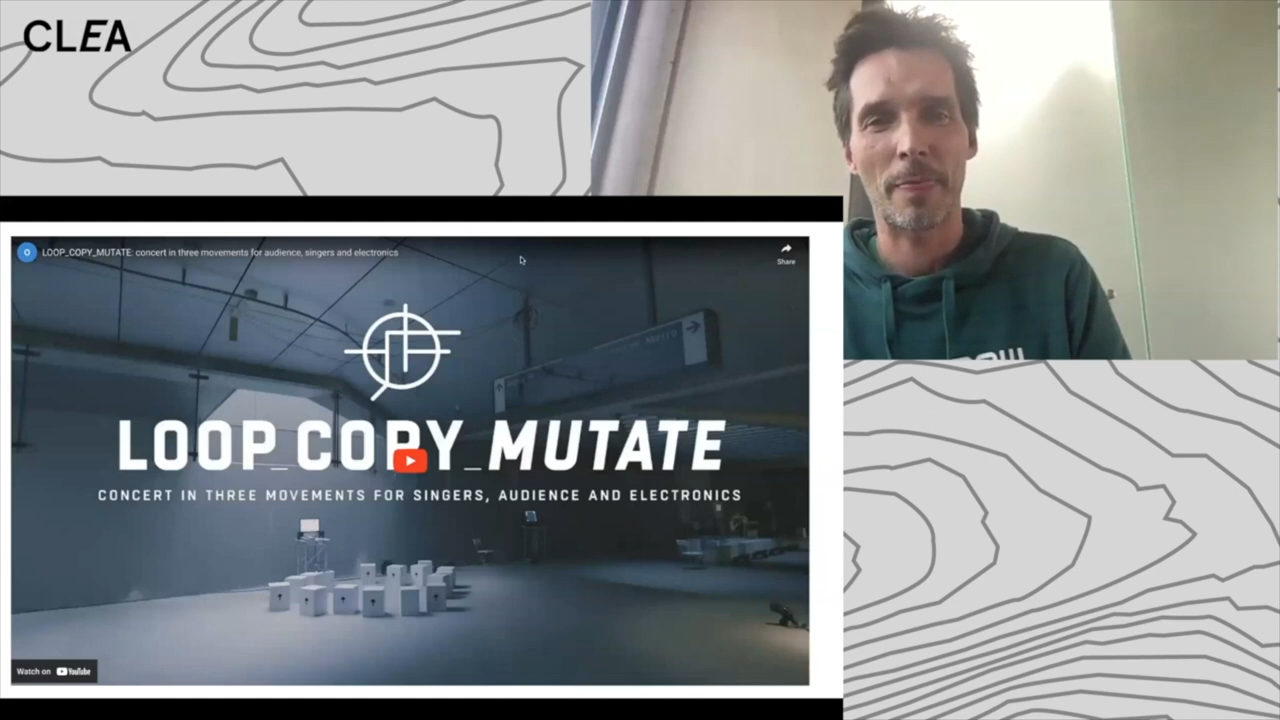 CLEA
O LOOP_COPY_MUTATE: concert in three movements for audience, singers and electronics
Share
LOOP_COPY_MUTATE
CONCERT IN THREE MOVEMENTS FOR SINGERS, AUDIENCE AND ELECTRONICS
Watch on YouTube